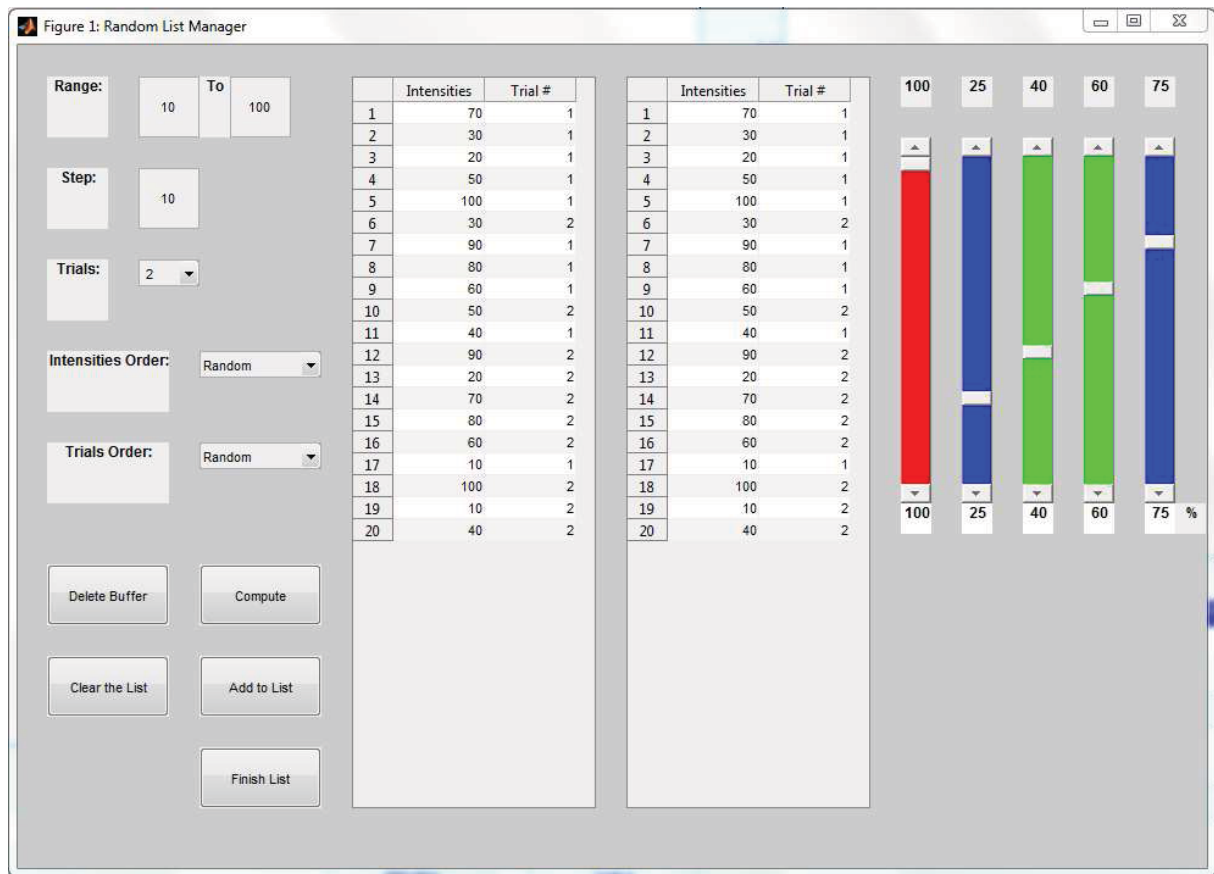 Figure 1: Random List Manager
Range: 10 To 100
Step: 10
Trials: 2
Intensities Order: Random
Trials Order: Random
Delete Buffer Compute
Clear the List Add to List
Finish List
Intensities Trial #
1 70 1
2 30 1
3 20 1
4 50 1
5 100 1
6 30 2
7 90 1
8 80 1
9 60 1
10 50 2
11 40 1
12 90 2
13 20 2
14 70 2
15 80 2
16 60 2
17 10 1
18 100 2
19 10 2
20 40 2
Intensities Trial #
1 70 1
2 30 1
3 20 1
4 50 1
5 100 1
6 30 2
7 90 1
8 80 1
9 60 1
10 50 2
11 40 1
12 90 2
13 20 2
14 70 2
15 80 2
16 60 2
17 10 1
18 100 2
19 10 2
20 40 2
100 25 40 60 75
100 25 40 60 75 %